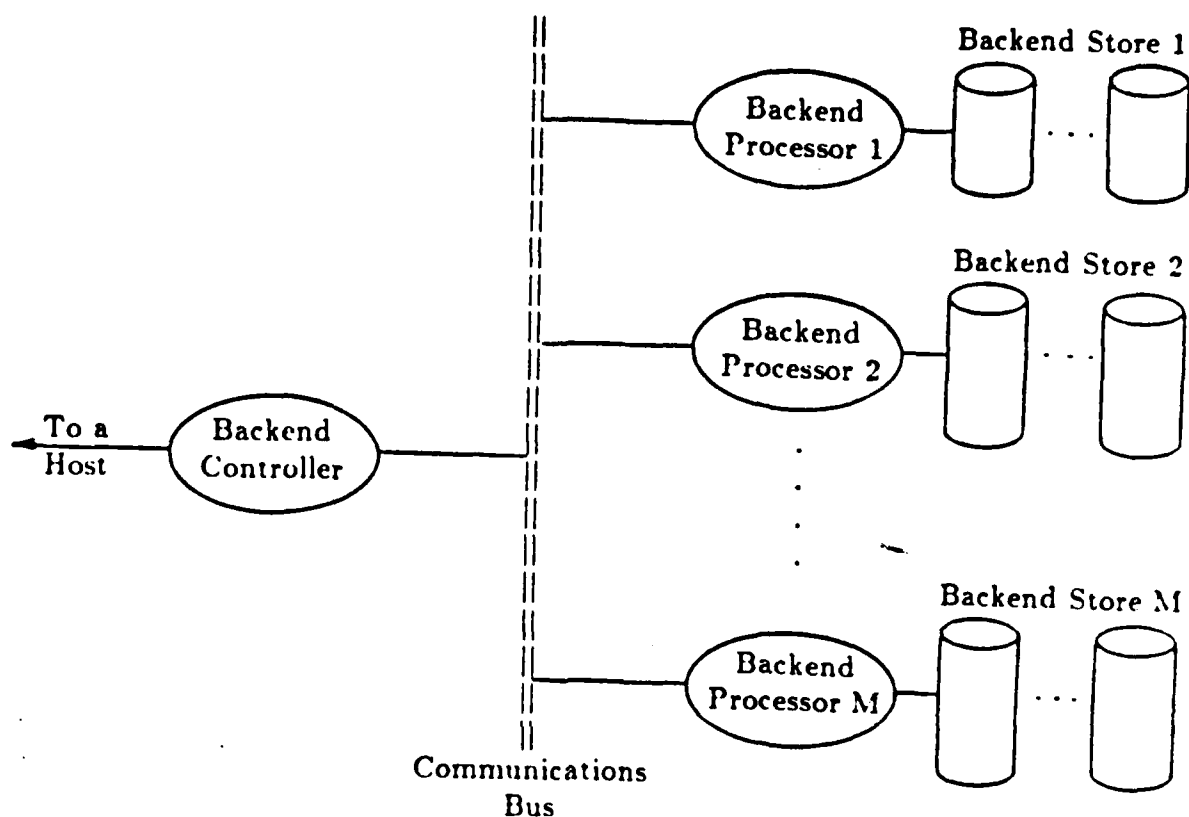 Backend Store 1
Backend
Processor 1
Backend Store 2
Backend
Processor 2
To a
Host
Backend
Controller
Backend Store M
Backend
Processor M
Communications
Bus